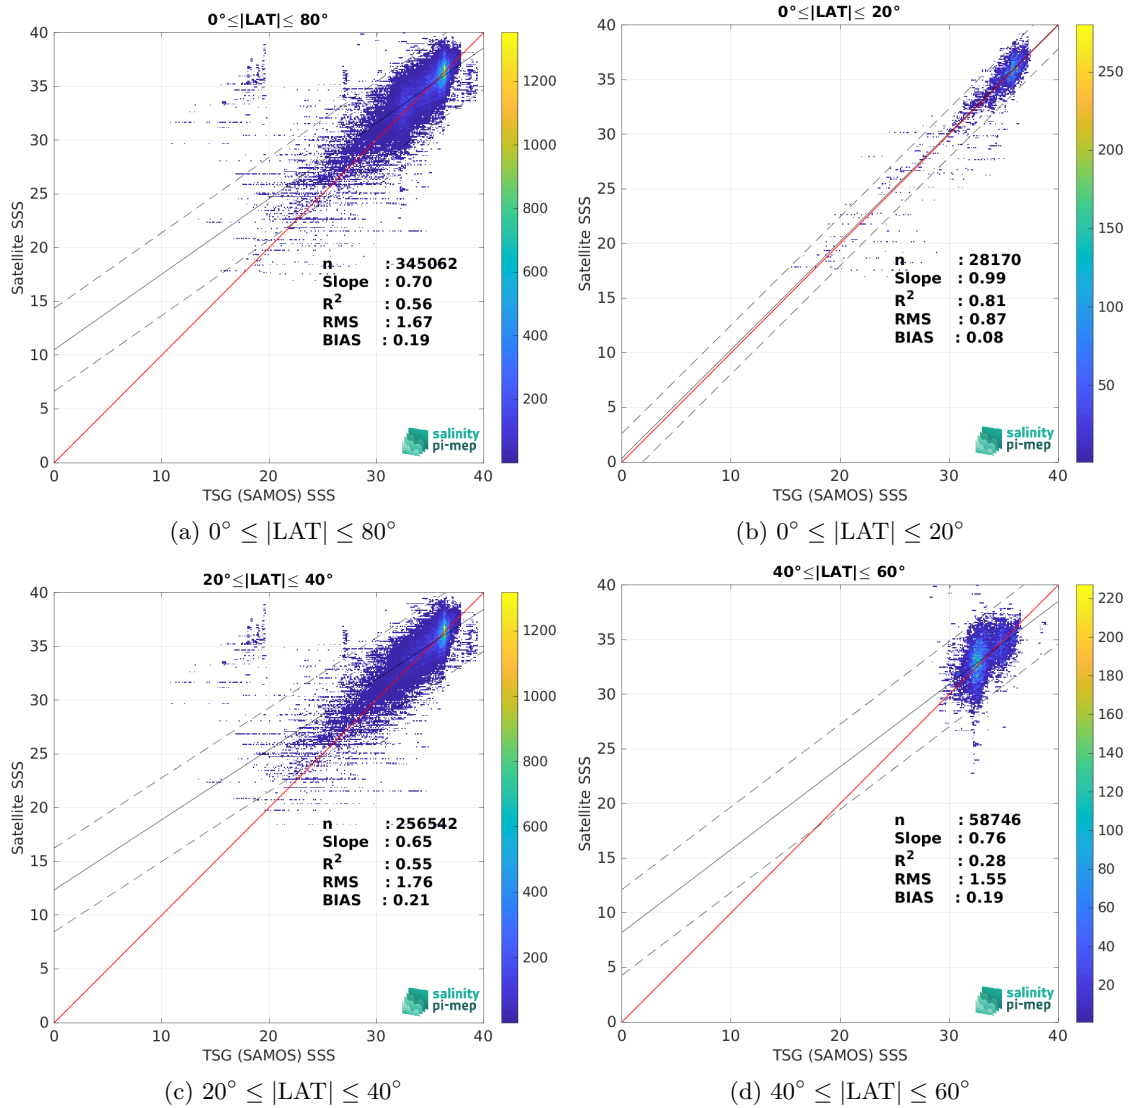 0°≤|LAT|≤ 80°
40
35
30
25
20
15
10
5
0
Satellite SSS
n : 345062
Slope : 0.70
R²
: 0.56
RMS : 1.67
BIAS : 0.19
salinity
pi-mep
0 10 20 30 40
TSG (SAMOS) SSS
1200
1000
800
600
400
200
(a) 0° ≤ |LAT| ≤ 80°
0°≤|LAT|≤ 20°
40
35
30
25
20
15
10
5
0
Satellite SSS
n : 28170
Slope : 0.99
R² : 0.81
RMS : 0.87
BIAS : 0.08
salinity
pi-mep
0 10 20 30 40
TSG (SAMOS) SSS
250
200
150
100
50
(b) 0° ≤ |LAT| ≤ 20°
20°≤|LAT|≤ 40°
40
35
30
25
20
15
10
5
0
Satellite SSS
n : 256542
Slope : 0.65
R² : 0.55
RMS : 1.76
BIAS : 0.21
salinity
pi-mep
0 10 20 30 40
TSG (SAMOS) SSS
1200
1000
800
600
400
200
(c) 20° ≤ |LAT| ≤ 40°
40°≤|LAT|≤ 60°
40
35
30
25
20
15
10
5
0
Satellite SSS
n : 58746
Slope : 0.76
R² : 0.28
RMS : 1.55
BIAS : 0.19
salinity
pi-mep
0 10 20 30 40
TSG (SAMOS) SSS
220
200
180
160
140
120
100
80
60
40
20
(d) 40° ≤ |LAT| ≤ 60°